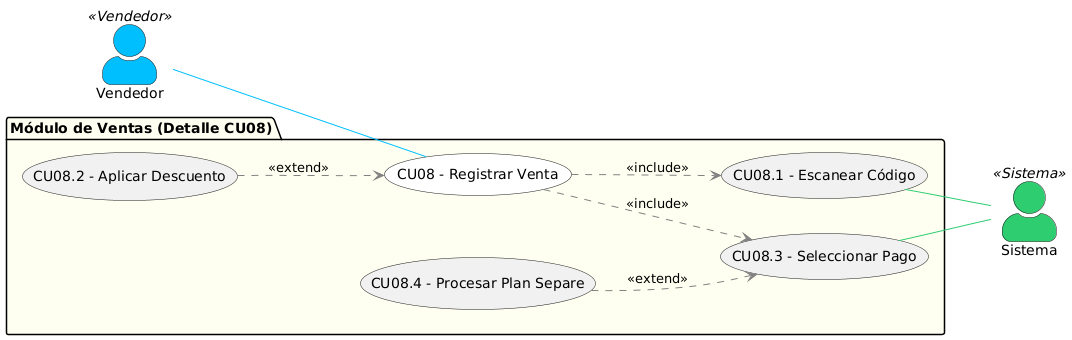 «Vendedor»
Vendedor
Módulo de Ventas (Detalle CU08)
CU08.2 - Aplicar Descuento
«extend»
CU08 - Registrar Venta
«include»
CU08.1 - Escanear Código
«include»
«Sistema»
Sistema
CU08.3 - Seleccionar Pago
CU08.4 - Procesar Plan Separe
«extend»